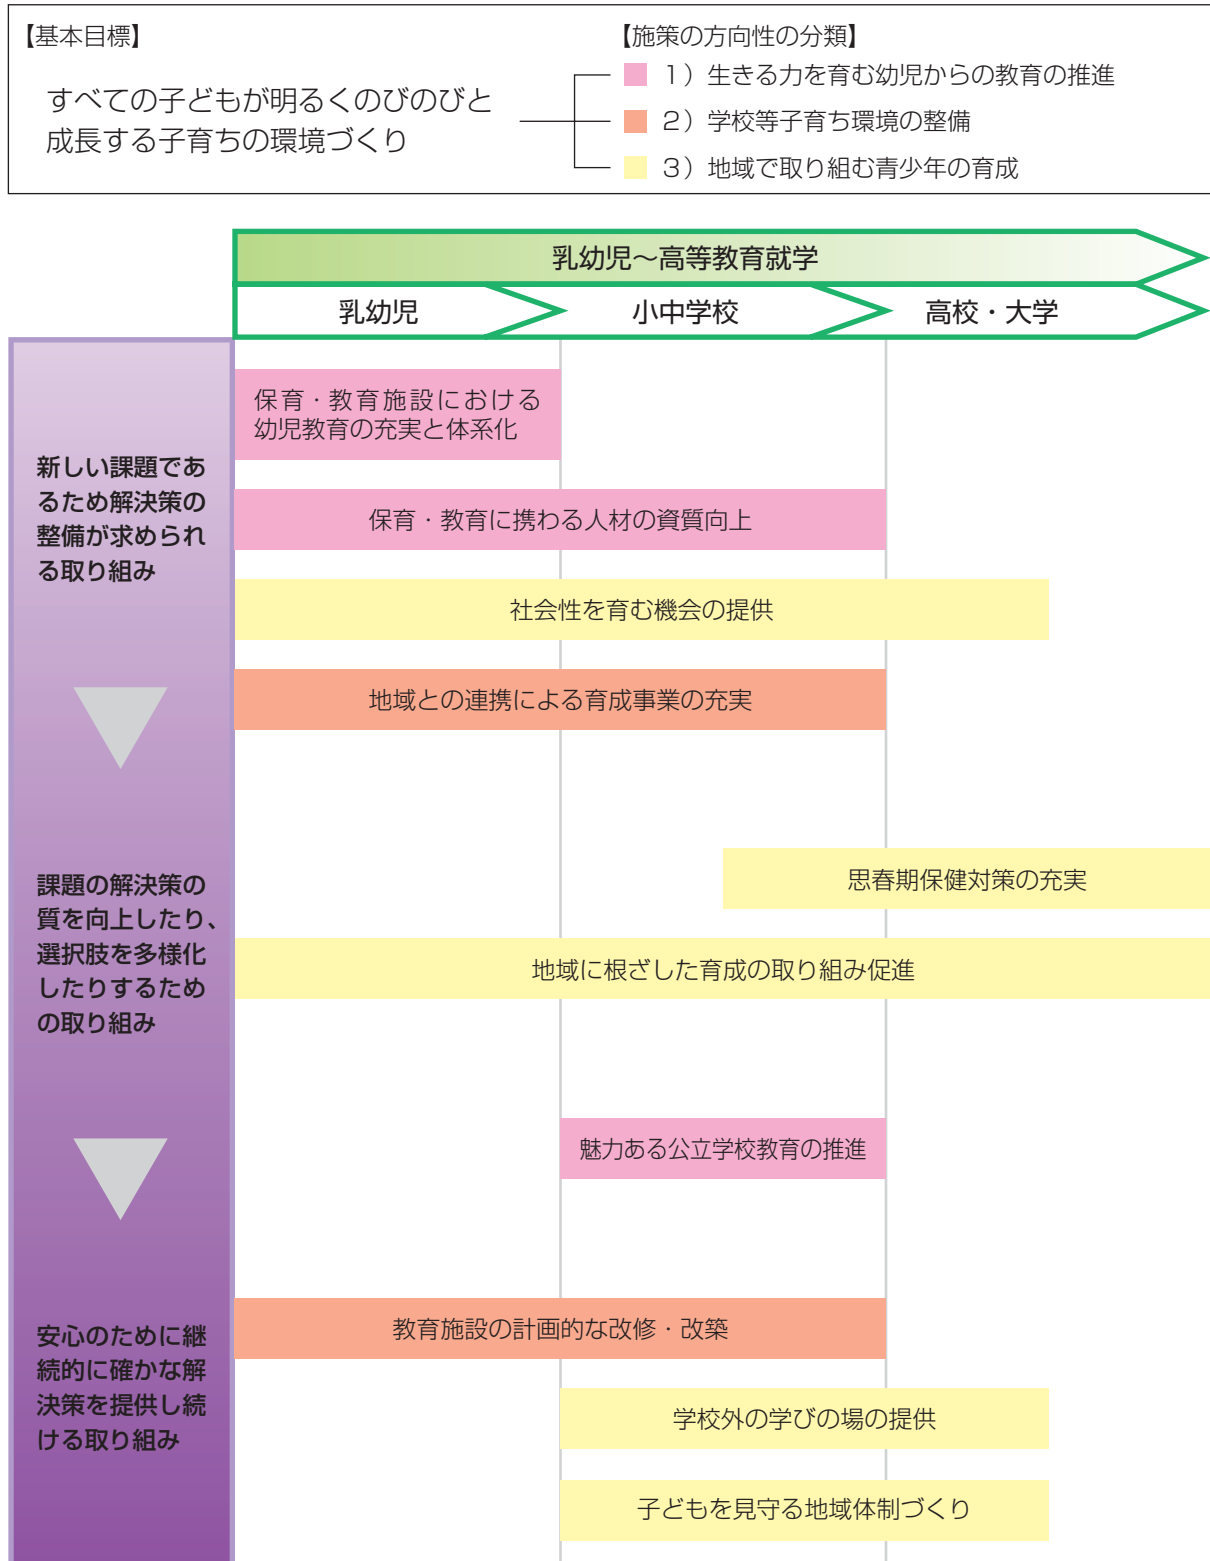 【基本目標】
すべての子どもが明るくのびのびと
成長する子育ちの環境づくり
【施策の方向性の分類】
1）生きる力を育む幼児からの教育の推進
2）学校等子育ち環境の整備
3）地域で取り組む青少年の育成
乳幼児～高等教育就学
乳幼児
小中学校
高校・大学
新しい課題であ
るため解決策の
整備が求められ
る取り組み
保育・教育施設における
幼児教育の充実と体系化
保育・教育に携わる人材の資質向上
社会性を育む機会の提供
地域との連携による育成事業の充実
課題の解決策の
質を向上したり、
選択肢を多様化
したりするため
の取り組み
思春期保健対策の充実
地域に根ざした育成の取り組み促進
魅力ある公立学校教育の推進
安心のために継
続的に確かな解
決策を提供し続
ける取り組み
教育施設の計画的な改修・改築
学校外の学びの場の提供
子どもを見守る地域体制づくり